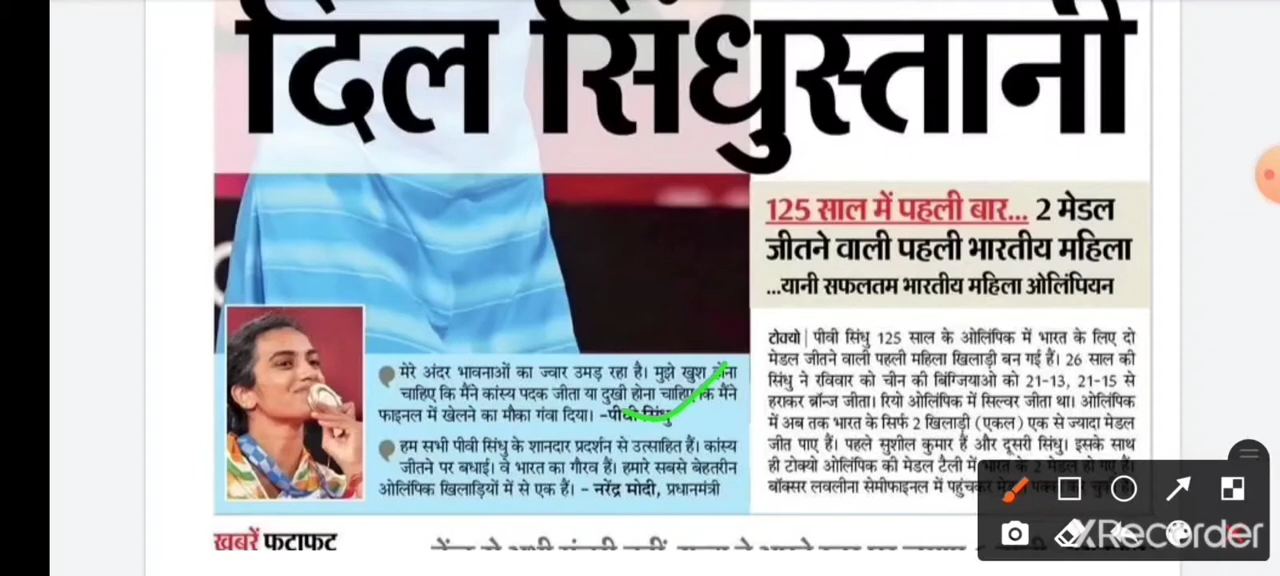 दिल सिंधुस्तानी
125 साल में पहली बार... 2 मेडल
जीतने वाली पहली भारतीय महिला
...यानी सफलतम भारतीय महिला ओलिंपियन
मेरे अंदर भावनाओं का ज्वार उमड़ रहा है। मुझे खुश होना
चाहिए कि मैंने कांस्य पदक जीता या दुखी होना चाहिए कि मैंने
फाइनल में खेलने का मौका गंवा दिया। -पीवी सिंधु
हम सभी पीवी सिंधु के शानदार प्रदर्शन से उत्साहित हैं। कांस्य
जीतने पर बधाई। वे भारत का गौरव हैं। हमारे सबसे बेहतरीन
ओलिंपिक खिलाड़ियों में से एक हैं। - नरेंद्र मोदी, प्रधानमंत्री
टोक्यो | पीवी सिंधु 125 साल के ओलिंपिक में भारत के लिए दो
मेडल जीतने वाली पहली महिला खिलाड़ी बन गई हैं। 26 साल की
सिंधु ने रविवार को चीन की बिंग्जियाओ को 21-13, 21-15 से
हराकर ब्रॉन्ज जीता। रियो ओलिंपिक में सिल्वर जीता था। ओलिंपिक
में अब तक भारत के सिर्फ 2 खिलाड़ी (एकल) एक से ज्यादा मेडल
जीत पाए हैं। पहले सुशील कुमार हैं और दूसरी सिंधु। इसके साथ
ही टोक्यो ओलिंपिक की मेडल टैली में भारत के 2 मेडल हो गए हैं।
बॉक्सर लवलीना सेमीफाइनल में पहुंचकर मेडल पक्का कर चुकी हैं।
खबरें फटाफट
XRecorder